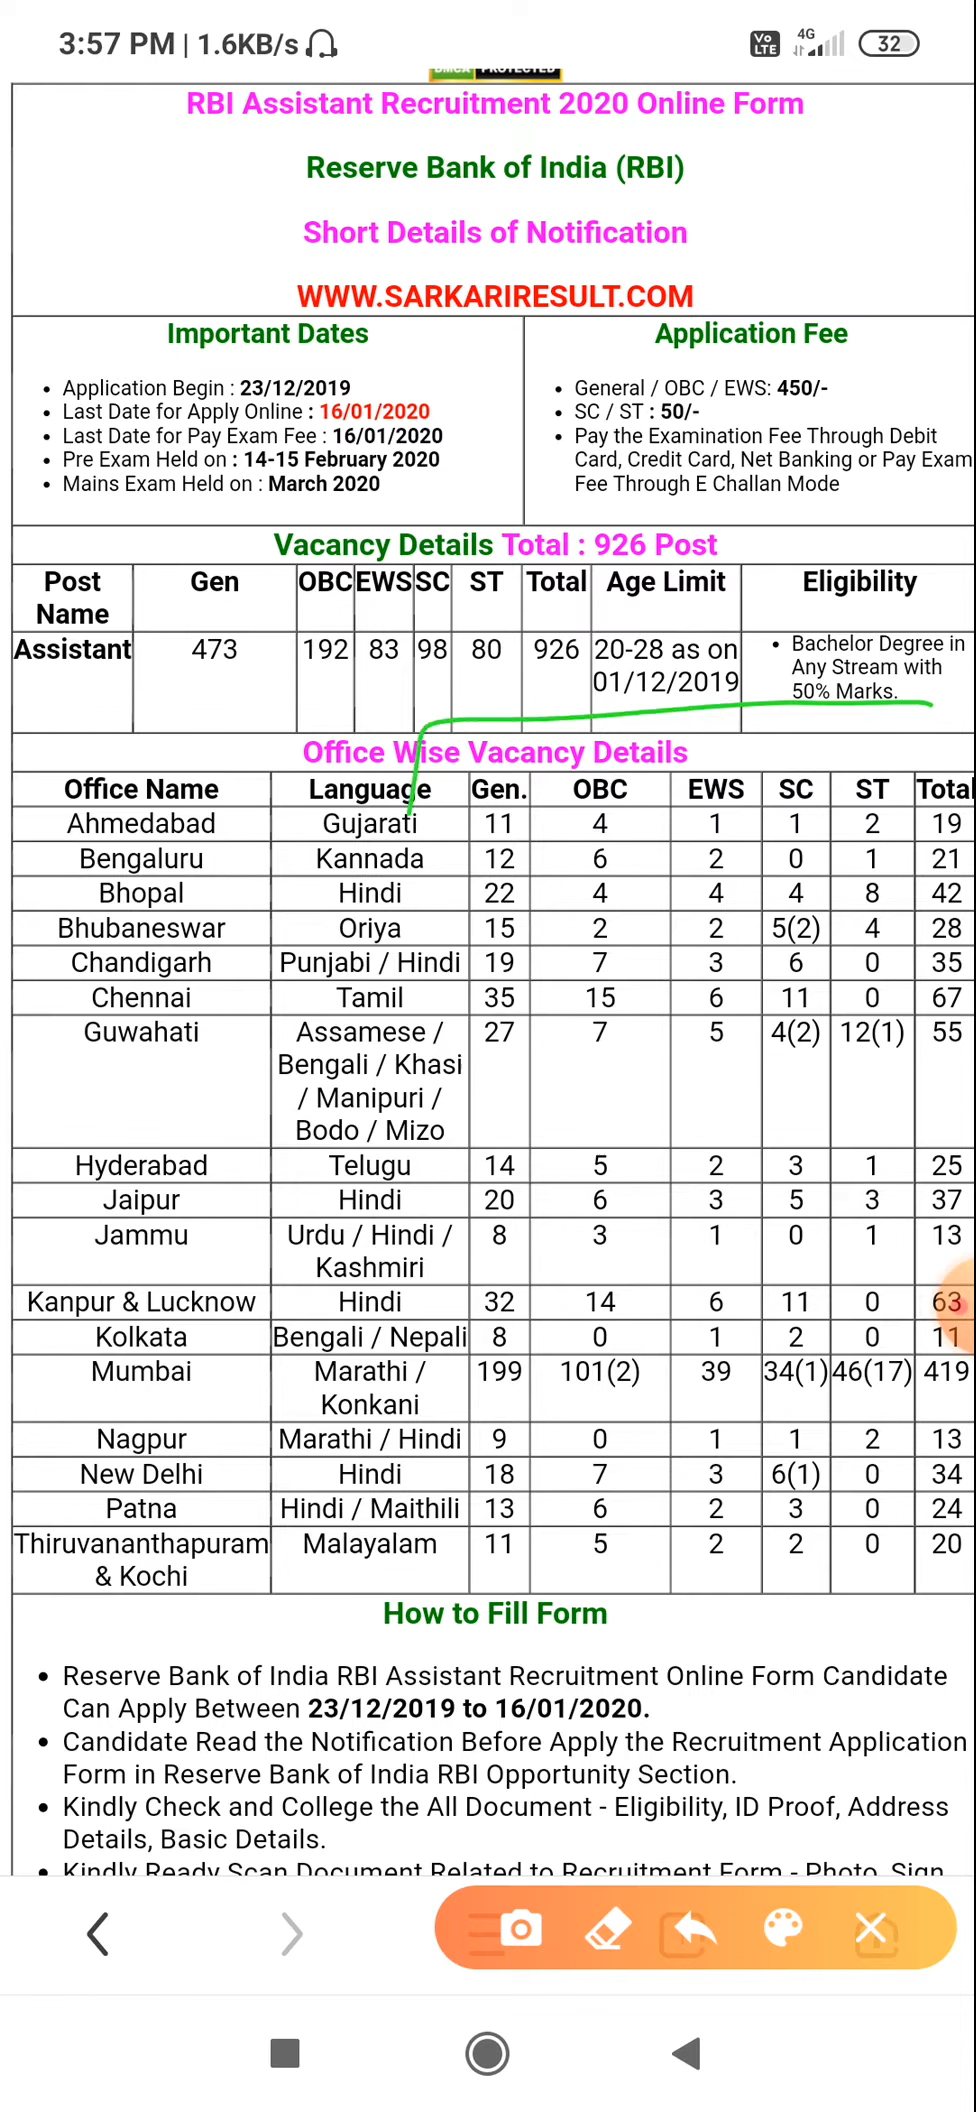 3:57 PM | 1.6KB/s
Vo LTE
4G
32
RBI Assistant Recruitment 2020 Online Form
Reserve Bank of India (RBI)
Short Details of Notification
WWW.SARKARIRESULT.COM
Important Dates
• Application Begin : 23/12/2019
• Last Date for Apply Online : 16/01/2020
• Last Date for Pay Exam Fee : 16/01/2020
• Pre Exam Held on : 14-15 February 2020
• Mains Exam Held on : March 2020
Application Fee
• General / OBC / EWS: 450/-
• SC / ST : 50/-
• Pay the Examination Fee Through Debit
Card, Credit Card, Net Banking or Pay Exam
Fee Through E Challan Mode
Vacancy Details Total : 926 Post
Post Name Gen OBC EWS SC ST Total Age Limit Eligibility
Assistant 473 192 83 98 80 926 20-28 as on 01/12/2019 • Bachelor Degree in Any Stream with 50% Marks.
Office Wise Vacancy Details
Office Name Language Gen. OBC EWS SC ST Total
Ahmedabad Gujarati 11 4 1 1 2 19
Bengaluru Kannada 12 6 2 0 1 21
Bhopal Hindi 22 4 4 4 8 42
Bhubaneswar Oriya 15 2 2 5(2) 4 28
Chandigarh Punjabi / Hindi 19 7 3 6 0 35
Chennai Tamil 35 15 6 11 0 67
Guwahati Assamese / 27 7 5 4(2) 12(1) 55
Bengali / Khasi
/ Manipuri /
Bodo / Mizo
Hyderabad Telugu 14 5 2 3 1 25
Jaipur Hindi 20 6 3 5 3 37
Jammu Urdu / Hindi / 8 3 1 0 1 13
Kashmiri
Kanpur & Lucknow Hindi 32 14 6 11 0 63
Kolkata Bengali / Nepali 8 0 1 2 0 11
Mumbai Marathi / 199 101(2) 39 34(1) 46(17) 419
Konkani
Nagpur Marathi / Hindi 9 0 1 1 2 13
New Delhi Hindi 18 7 3 6(1) 0 34
Patna Hindi / Maithili 13 6 2 3 0 24
Thiruvananthapuram Malayalam 11 5 2 2 0 20
& Kochi
How to Fill Form
• Reserve Bank of India RBI Assistant Recruitment Online Form Candidate
Can Apply Between 23/12/2019 to 16/01/2020.
• Candidate Read the Notification Before Apply the Recruitment Application
Form in Reserve Bank of India RBI Opportunity Section.
• Kindly Check and College the All Document - Eligibility, ID Proof, Address
Details, Basic Details.
• Kindly Ready Scan Document Related to Recruitment Form - Photo, Sign,